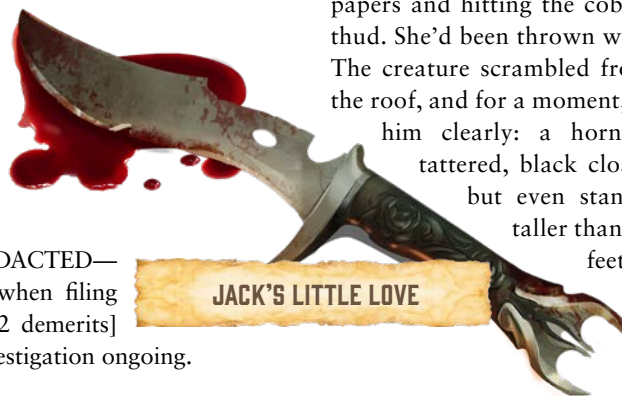 DACTED—
when filing
2 demerits]
estigation ongoing.
JACK'S LITTLE LOVE
papers and hitting the cob
thud. She'd been thrown w
The creature scrambled fro
the roof, and for a moment,
him clearly: a horn
tattered, black cloa
but even stan
taller than
feet